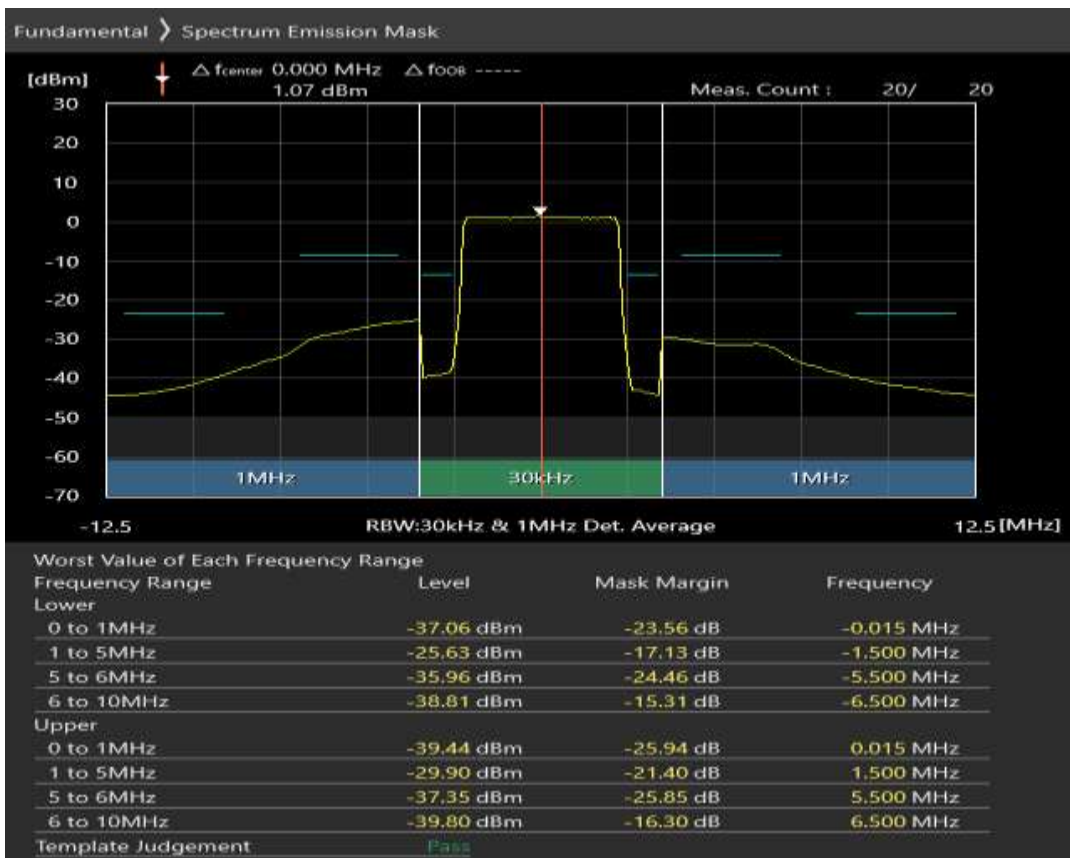 Fundamental ❯ Spectrum Emission Mask
[dBm]
△ fcenter 0.000 MHz △ fOOB -----
1.07 dBm
Meas. Count : 20/ 20
30
20
10
0
-10
-20
-30
-40
-50
-60
-70
1MHz 30kHz 1MHz
-12.5 RBW:30kHz & 1MHz Det. Average 12.5 [MHz]
Worst Value of Each Frequency Range
Frequency Range Level Mask Margin Frequency
Lower
0 to 1MHz -37.06 dBm -23.56 dB -0.015 MHz
1 to 5MHz -25.63 dBm -17.13 dB -1.500 MHz
5 to 6MHz -35.96 dBm -24.46 dB -5.500 MHz
6 to 10MHz -38.81 dBm -15.31 dB -6.500 MHz
Upper
0 to 1MHz -39.44 dBm -25.94 dB 0.015 MHz
1 to 5MHz -29.90 dBm -21.40 dB 1.500 MHz
5 to 6MHz -37.35 dBm -25.85 dB 5.500 MHz
6 to 10MHz -39.80 dBm -16.30 dB 6.500 MHz
Template Judgement Pass